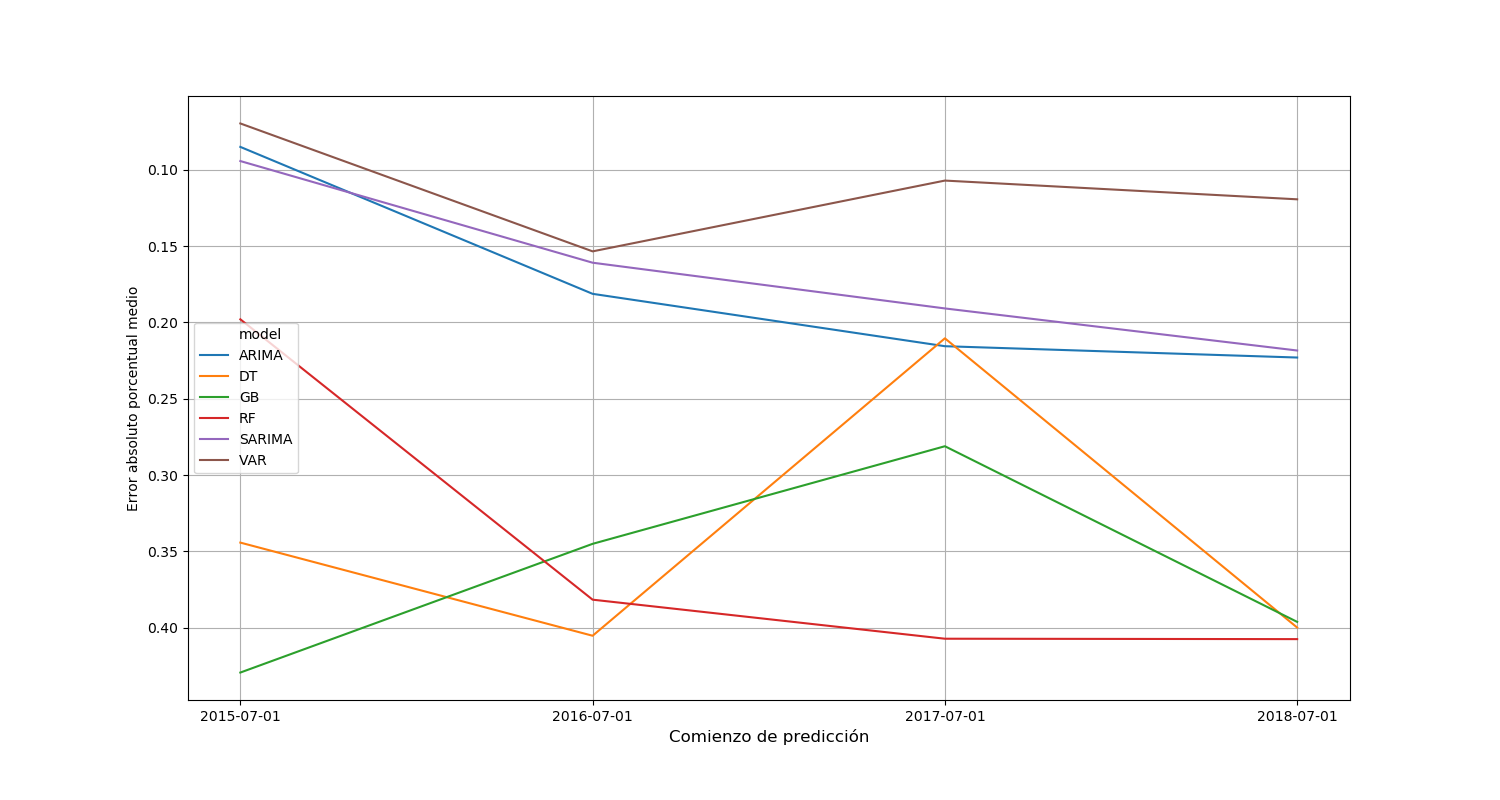 0.10
0.15
0.20
0.25
0.30
0.35
0.40
Error absoluto porcentual medio
model
ARIMA
DT
GB
RF
SARIMA
VAR
2015-07-01 2016-07-01 2017-07-01 2018-07-01
Comienzo de predicción